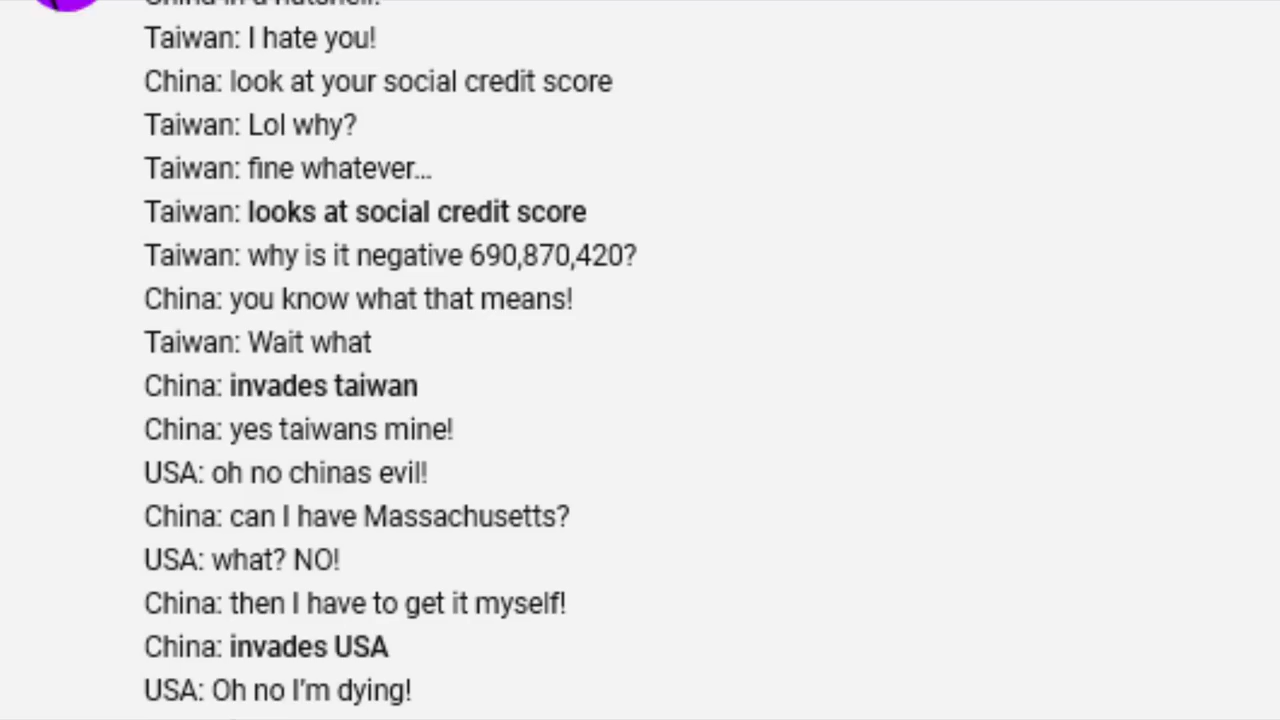 China in a nutshell:
Taiwan: I hate you!
China: look at your social credit score
Taiwan: Lol why?
Taiwan: fine whatever…
Taiwan: looks at social credit score
Taiwan: why is it negative 690,870,420?
China: you know what that means!
Taiwan: Wait what
China: invades taiwan
China: yes taiwans mine!
USA: oh no chinas evil!
China: can I have Massachusetts?
USA: what? NO!
China: then I have to get it myself!
China: invades USA
USA: Oh no I’m dying!